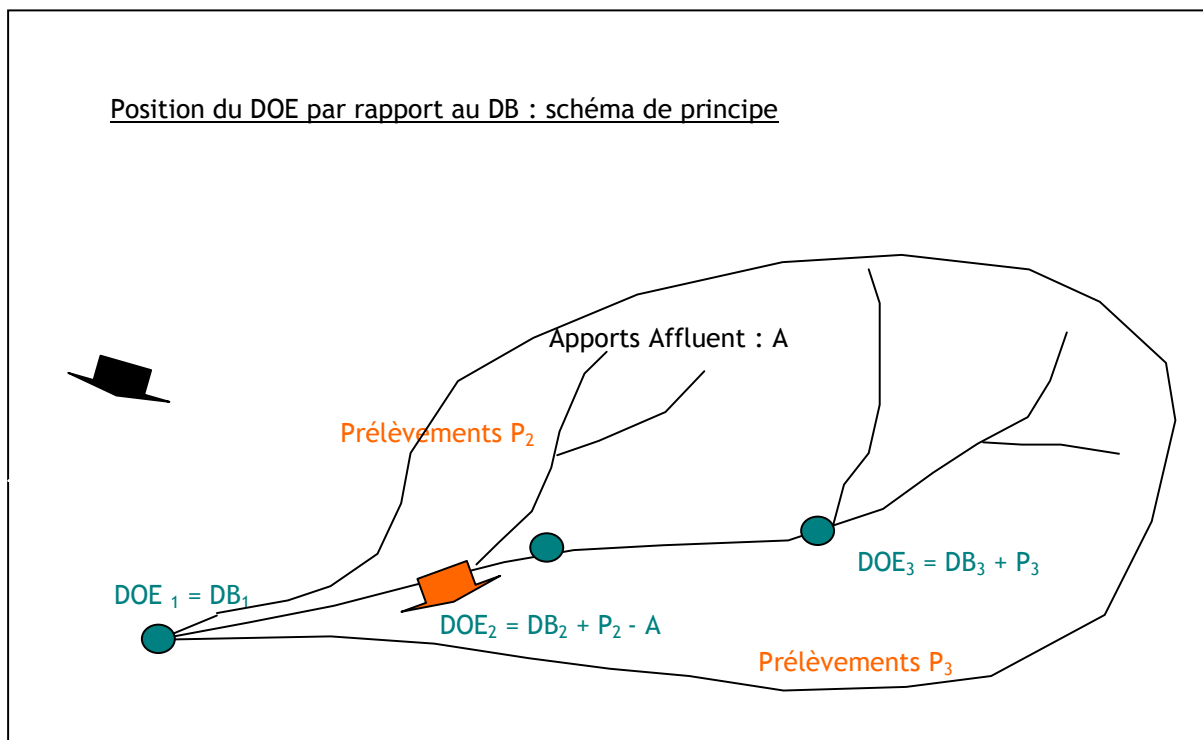 Position du DOE par rapport au DB : schéma de principe
Apports Affluent : A
Prélèvements P₂
DOE₃ = DB₃ + P₃
DOE ₁ = DB₁
DOE₂ = DB₂ + P₂ - A
Prélèvements P₃